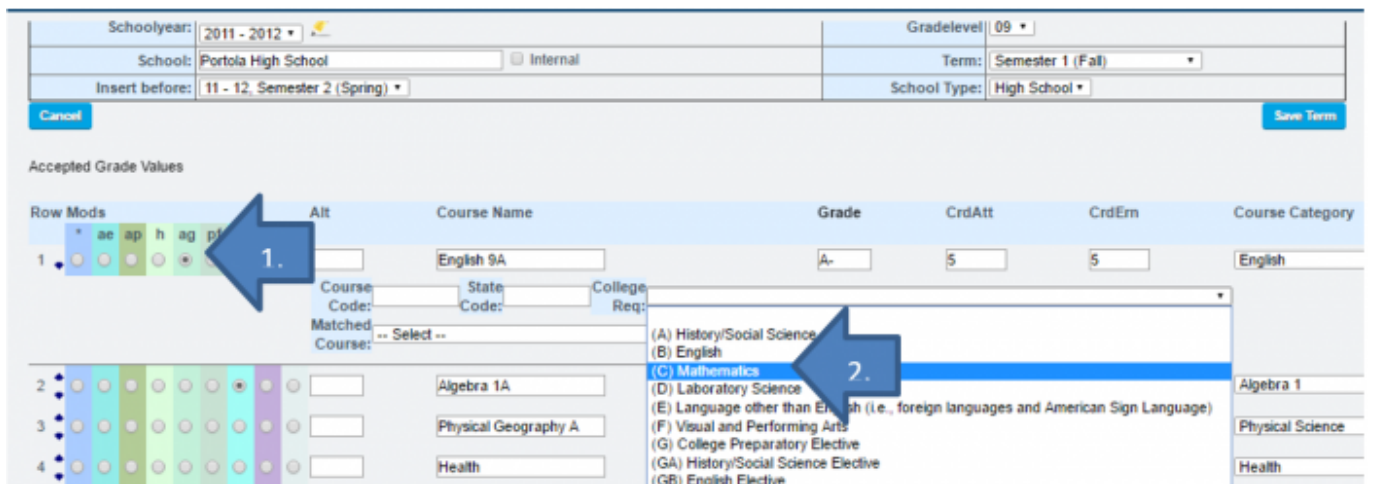 Schoolyear: 2011 - 2012 Gradelevel 09
School: Portola High School Internal Term: Semester 1 (Fall)
Insert before: 11 - 12, Semester 2 (Spring) School Type: High School
Cancel Save Term
Accepted Grade Values
Row Mods Alt Course Name Grade CrdAtt CrdErn Course Category
* ae ap h ag pf
1 1. English 9A A- 5 5 English
Course Code: State Code: College Req:
Matched Course: -- Select --
(A) History/Social Science
(B) English
(C) Mathematics 2.
(D) Laboratory Science
(E) Language other than English (i.e., foreign languages and American Sign Language)
(F) Visual and Performing Arts
(G) College Preparatory Elective
(GA) History/Social Science Elective
(GB) English Elective
2 Algebra 1A Algebra 1
3 Physical Geography A Physical Science
4 Health Health